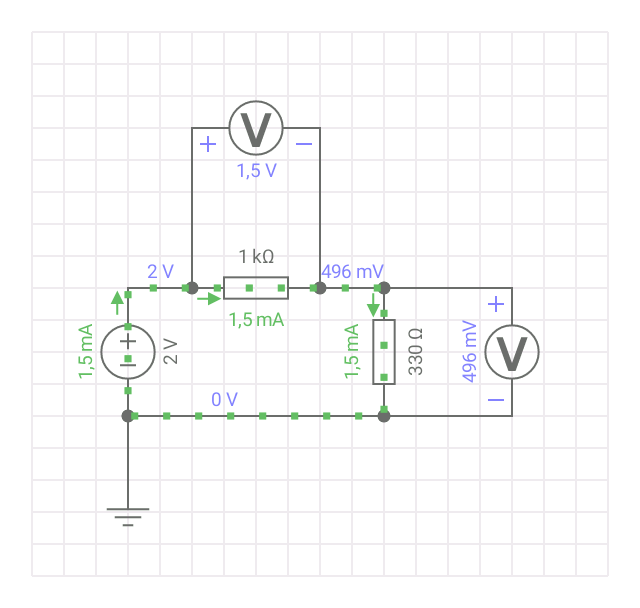 V
+
−
1,5 V
1 kΩ
2 V
496 mV
1,5 mA
1,5 mA
+
−
2 V
1,5 mA
330 Ω
496 mV
+
V
−
0 V